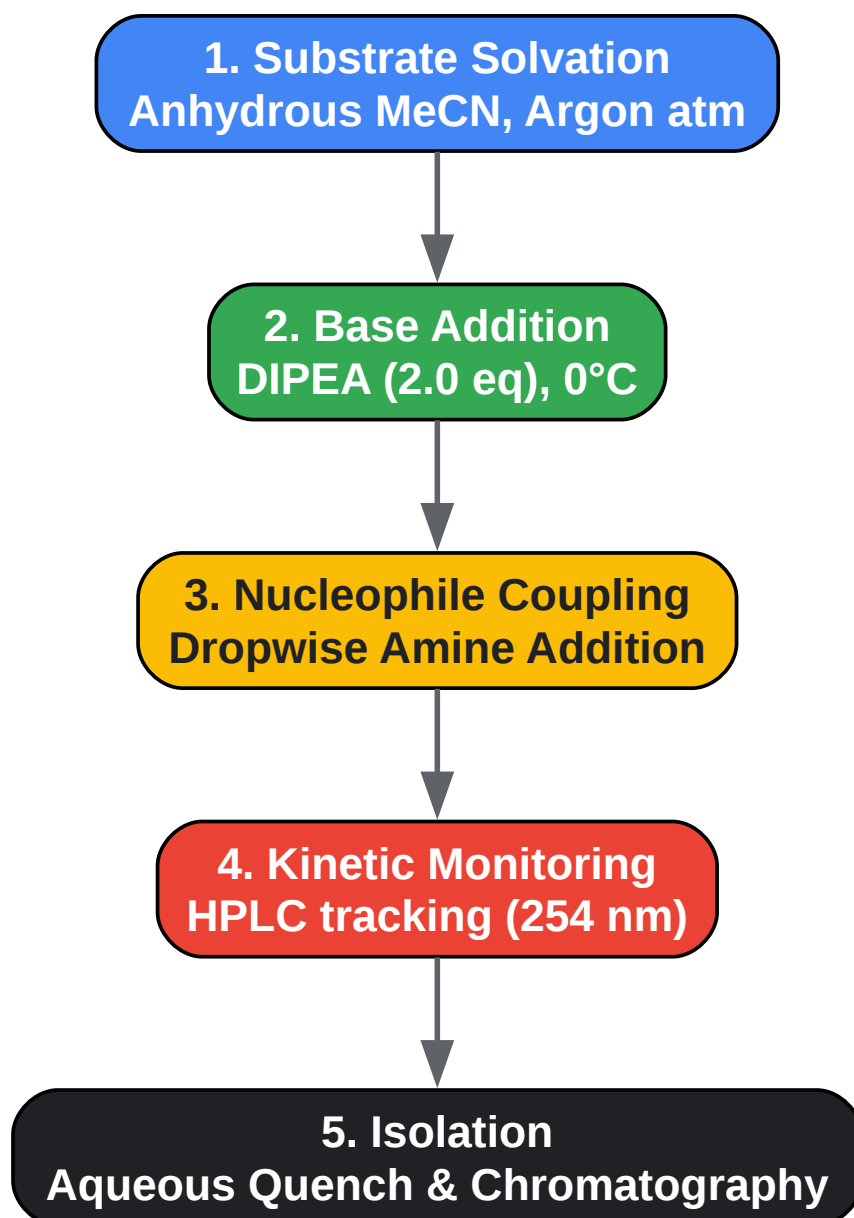 1. Substrate Solvation
Anhydrous MeCN, Argon atm
2. Base Addition
DIPEA (2.0 eq), 0°C
3. Nucleophile Coupling
Dropwise Amine Addition
4. Kinetic Monitoring
HPLC tracking (254 nm)
5. Isolation
Aqueous Quench & Chromatography